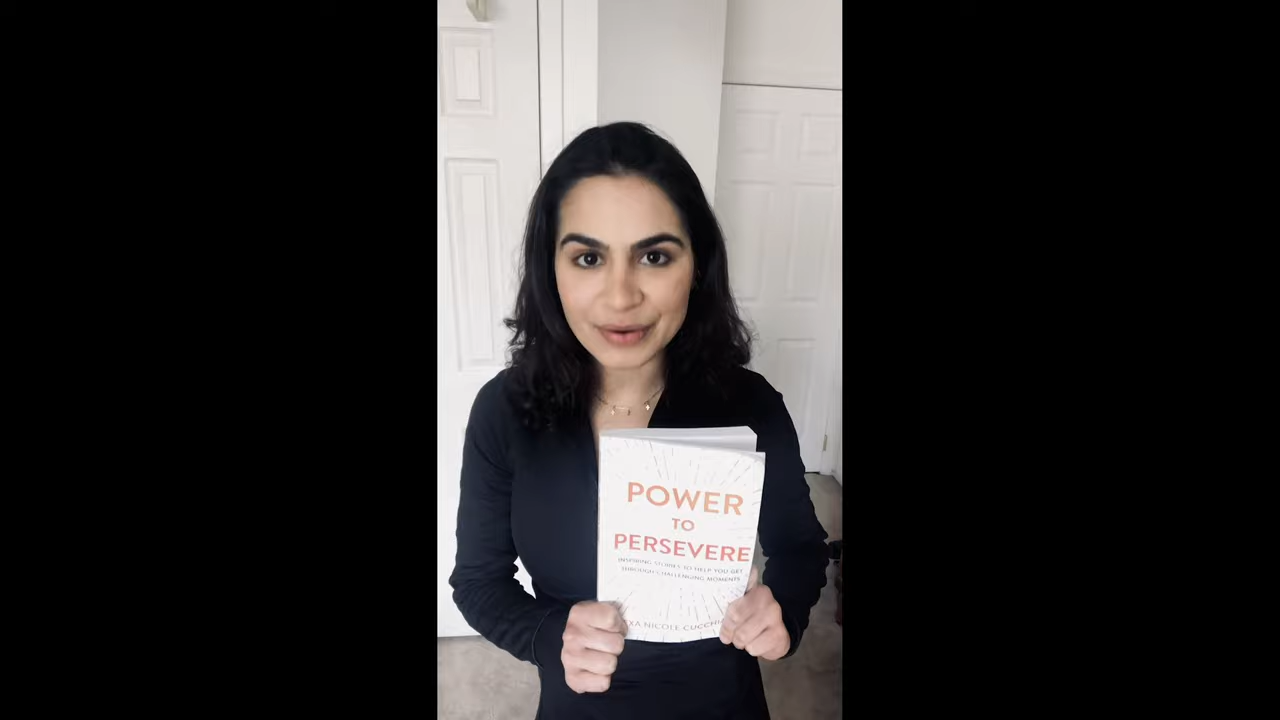 POWER
TO
PERSEVERE
INSPIRING STORIES TO HELP YOU GET
THROUGH CHALLENGING MOMENTS
NICOLE